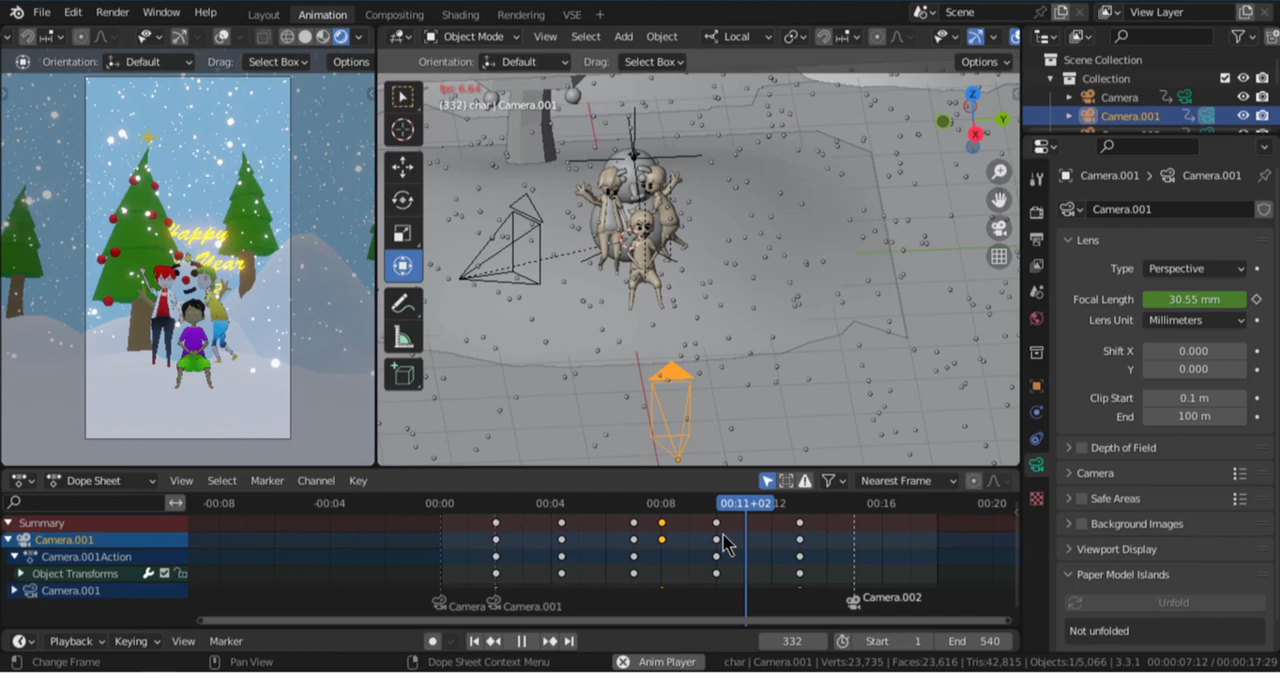 File Edit Render Window Help Layout Animation Compositing Shading Rendering VSE + Scene View Layer
Object Mode View Select Add Object Local
Orientation: Default Drag: Select Box Options
Orientation: Default Drag: Select Box Options
fps: 6.64
(332) char | Camera.001
Happy
Year
Z
Y
X
Scene Collection
Collection
Camera
Camera.001
Camera.001 > Camera.001
Camera.001
Lens
Type Perspective
Focal Length 30.55 mm
Lens Unit Millimeters
Shift X 0.000
Y 0.000
Clip Start 0.1 m
End 100 m
Depth of Field
Camera
Safe Areas
Background Images
Viewport Display
Paper Model Islands
Unfold
Not unfolded
Dope Sheet View Select Marker Channel Key Nearest Frame
-00:08 -00:04 00:00 00:04 00:08 00:11+02 12 00:16 00:20
Summary
Camera.001
Camera.001Action
Object Transforms
Camera.001
Camera Camera.001 Camera.002
Playback Keying View Marker 332 Start 1 End 540
Change Frame Pan View Dope Sheet Context Menu Anim Player char | Camera.001 | Verts:23,735 | Faces:23,616 | Tris:42,815 | Objects:1/5,066 | 3.3.1 00:00:07:12 / 00:00:17:29